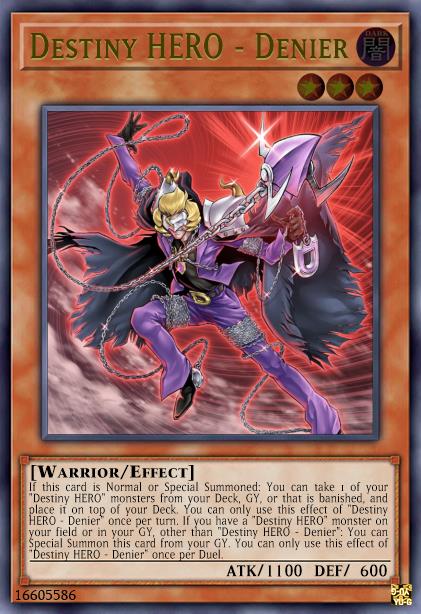 DESTINY HERO - DENIER
DARK
闇
[WARRIOR/EFFECT]
If this card is Normal or Special Summoned: You can take 1 of your
"Destiny HERO" monsters from your Deck, GY, or that is banished, and
place it on top of your Deck. You can only use this effect of "Destiny
HERO - Denier" once per turn. If you have a "Destiny HERO" monster on
your field or in your GY, other than "Destiny HERO - Denier": You can
Special Summon this card from your GY. You can only use this effect of
"Destiny HERO - Denier" once per Duel.
ATK/1100 DEF/ 600
16605586